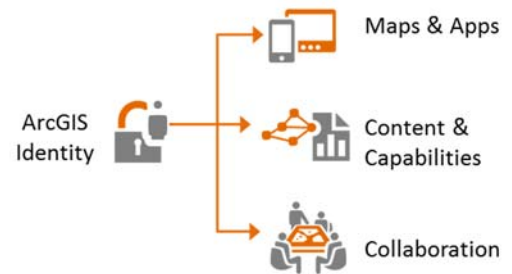 Maps & Apps
ArcGIS
Identity
Content &
Capabilities
Collaboration